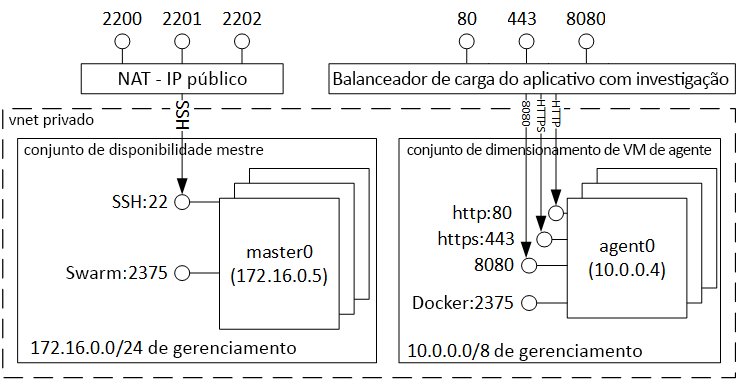 2200 2201 2202
80 443 8080
NAT - IP público
Balanceador de carga do aplicativo com investigação
SSH
8080
HTTPS
HTTP
vnet privado
conjunto de disponibilidade mestre
SSH:22
Swarm:2375
master0
(172.16.0.5)
172.16.0.0/24 de gerenciamento
conjunto de dimensionamento de VM de agente
http:80
https:443
8080
Docker:2375
agent0
(10.0.0.4)
10.0.0.0/8 de gerenciamento